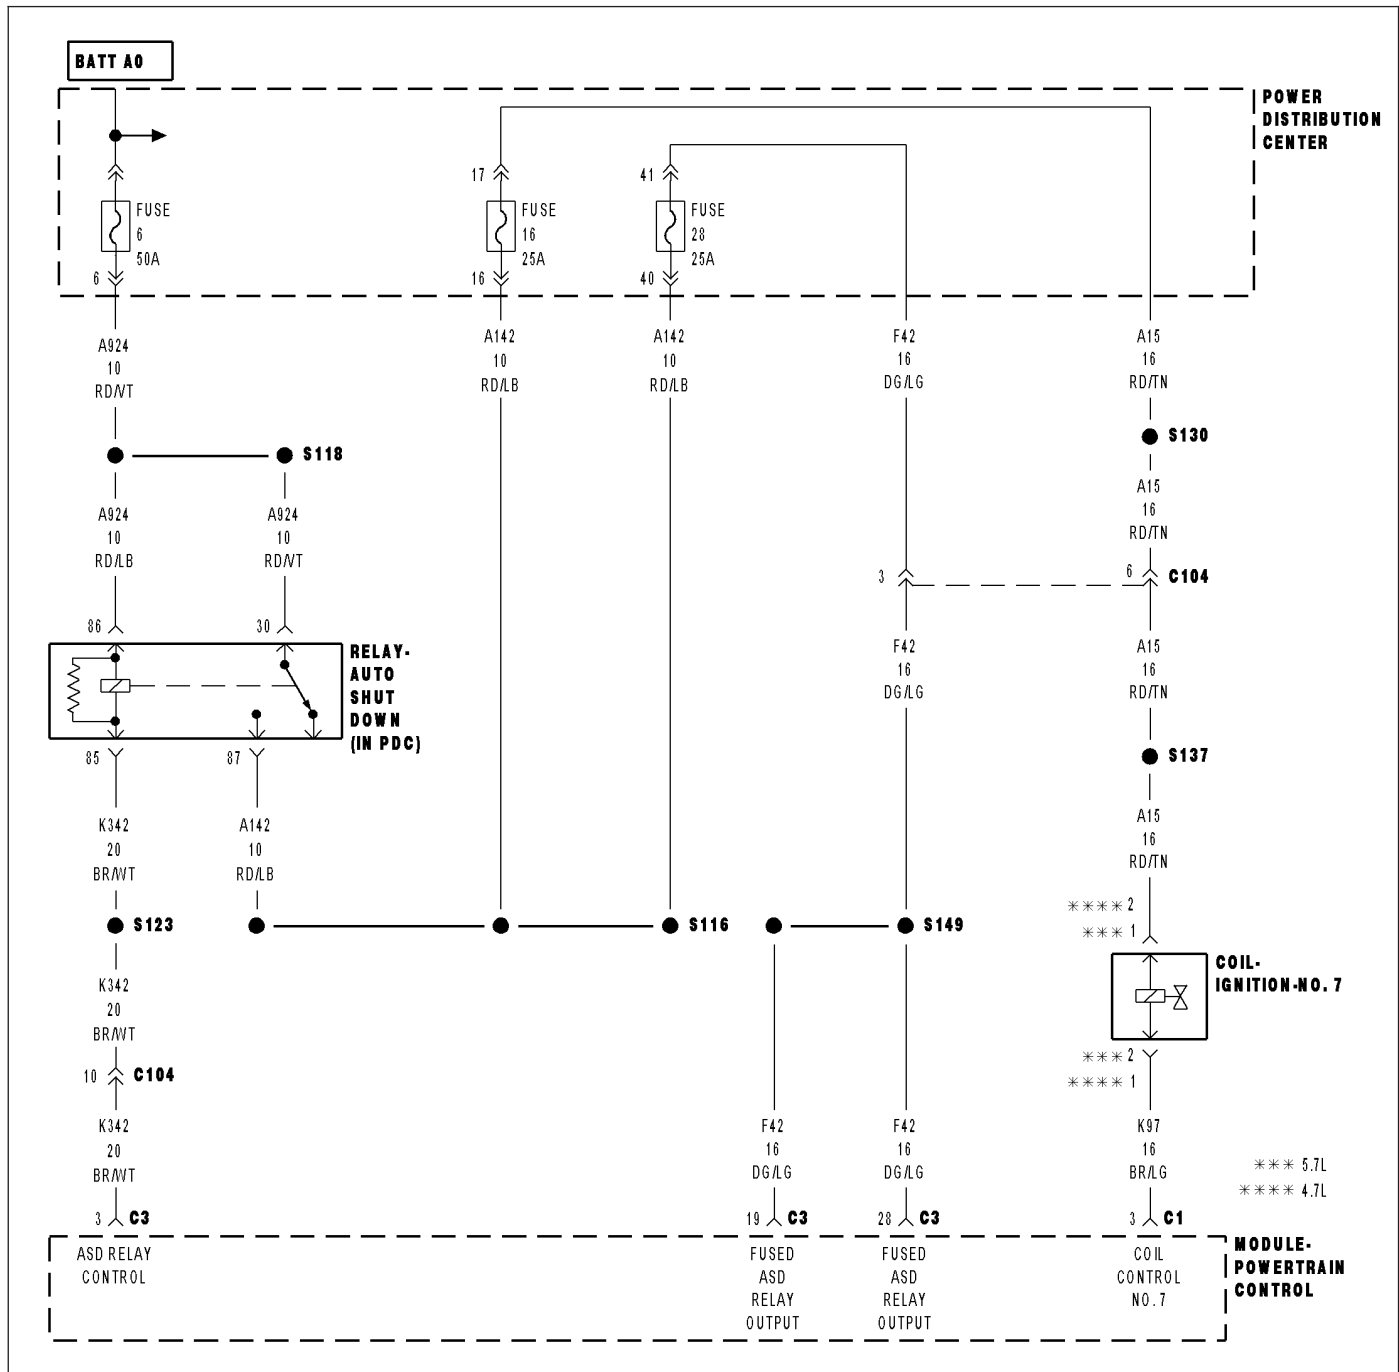 BATT A0
POWER
DISTRIBUTION
CENTER
17
41
FUSE
6
50A
FUSE
16
25A
FUSE
28
25A
6
16
40
A924
10
RD/VT
A142
10
RD/LB
A142
10
RD/LB
F42
16
DG/LG
A15
16
RD/TN
S118
S130
A924
10
RD/LB
A924
10
RD/VT
A15
16
RD/TN
3
6
C104
86
30
RELAY-
AUTO
SHUT
DOWN
(IN PDC)
F42
16
DG/LG
A15
16
RD/TN
85
87
S137
K342
20
BR/WT
A142
10
RD/LB
A15
16
RD/TN
**** 2
*** 1
S123
S116
S149
COIL-
IGNITION-NO. 7
K342
20
BR/WT
*** 2
**** 1
10
C104
K342
20
BR/WT
F42
16
DG/LG
F42
16
DG/LG
K97
16
BR/LG
*** 5.7L
**** 4.7L
3
C3
19
C3
28
C3
3
C1
ASD RELAY
CONTROL
FUSED
ASD
RELAY
OUTPUT
FUSED
ASD
RELAY
OUTPUT
COIL
CONTROL
NO. 7
MODULE-
POWERTRAIN
CONTROL